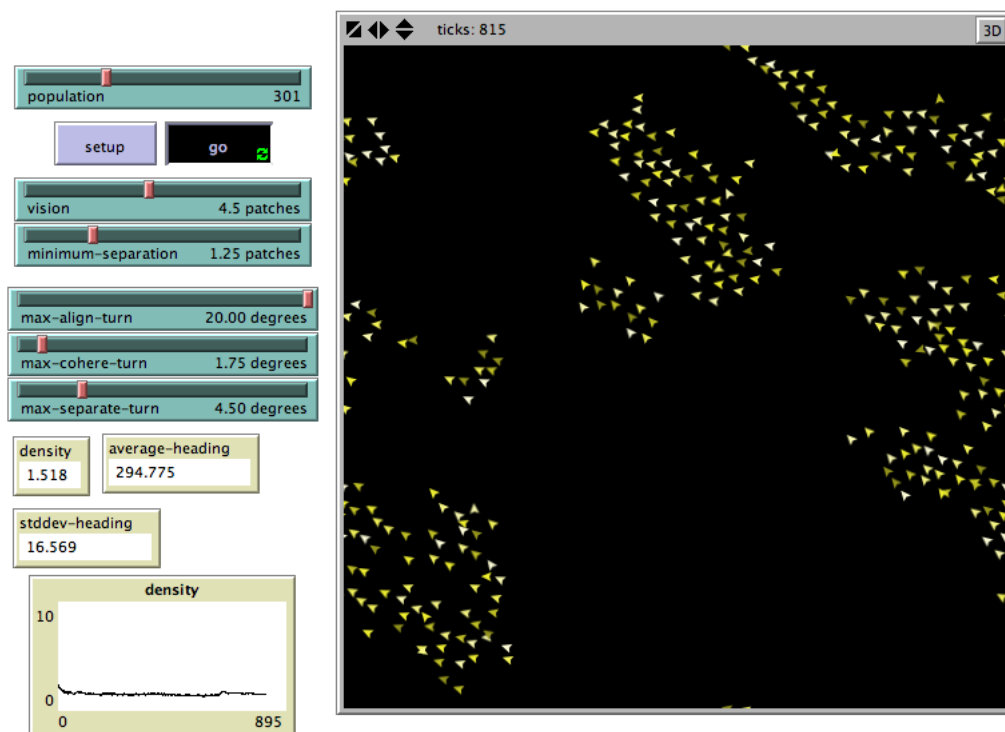 ticks: 815
3D
population 301
setup
go
vision 4.5 patches
minimum-separation 1.25 patches
max-align-turn 20.00 degrees
max-cohere-turn 1.75 degrees
max-separate-turn 4.50 degrees
density
1.518
average-heading
294.775
stddev-heading
16.569
density
10
0
0 895